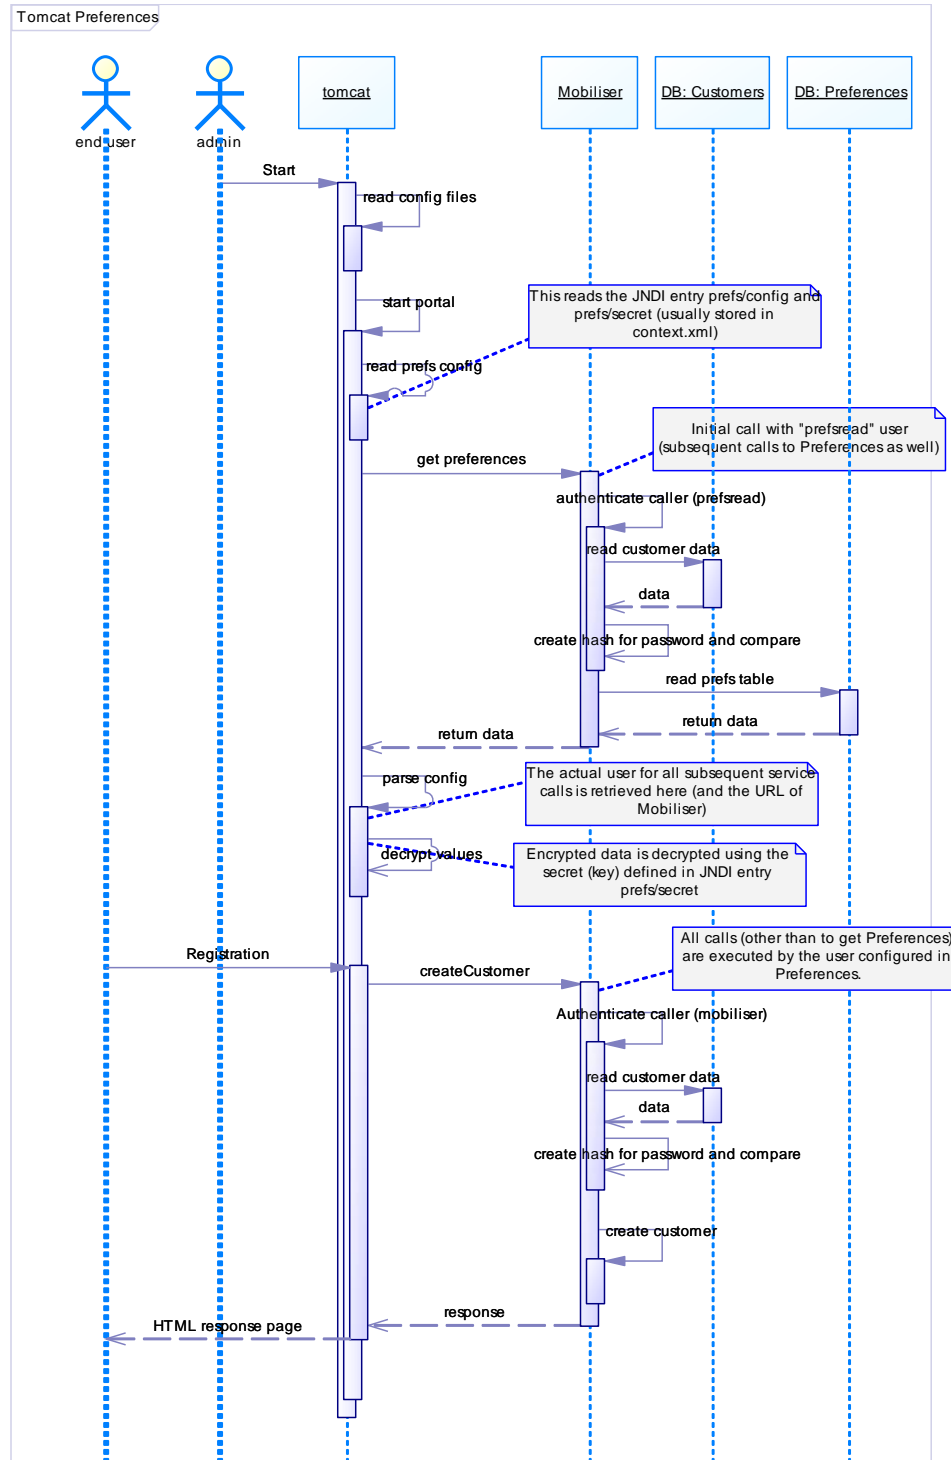 Tomcat Preferences
tomcat
Mobiliser
DB: Customers
DB: Preferences
end user
admin
Start
read config files
start portal
This reads the JNDI entry prefs/config and
prefs/secret (usually stored in
context.xml)
read prefs config
Initial call with "prefsread" user
(subsequent calls to Preferences as well)
get preferences
authenticate caller (prefsread)
read customer data
data
create hash for password and compare
read prefs table
return data
return data
parse config
The actual user for all subsequent service
calls is retrieved here (and the URL of
Mobiliser)
decrypt values
Encrypted data is decrypted using the
secret (key) defined in JNDI entry
prefs/secret
All calls (other than to get Preferences)
are executed by the user configured in
Preferences.
Registration
createCustomer
Authenticate caller (mobiliser)
read customer data
data
create hash for password and compare
create customer
response
HTML response page